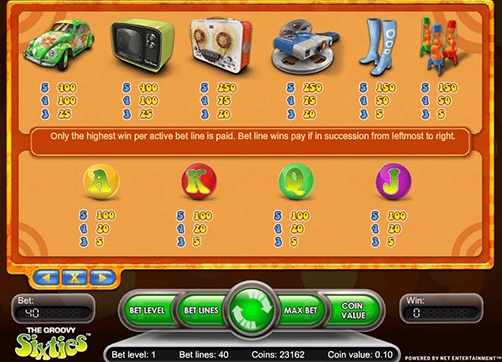 5 400 5 400 5 250 5 250 5 150 5 150
4 100 4 100 4 75 4 75 4 50 4 50
3 25 3 25 3 20 3 20 3 5 3 5
Only the highest win per active bet line is paid. Bet line wins pay if in succession from leftmost to right.
A K Q J
5 100 5 100 5 100 5 100
4 20 4 20 4 20 4 20
3 5 3 5 3 5 3 5
X
Bet:
40
BET LEVEL BET LINES MAX BET COIN VALUE
Win:
0
THE GROOVY
Sixties™
Bet level: 1 Bet lines: 40 Coins: 23162 Coin value: 0.10
POWERED BY NET ENTERTAINMENT™